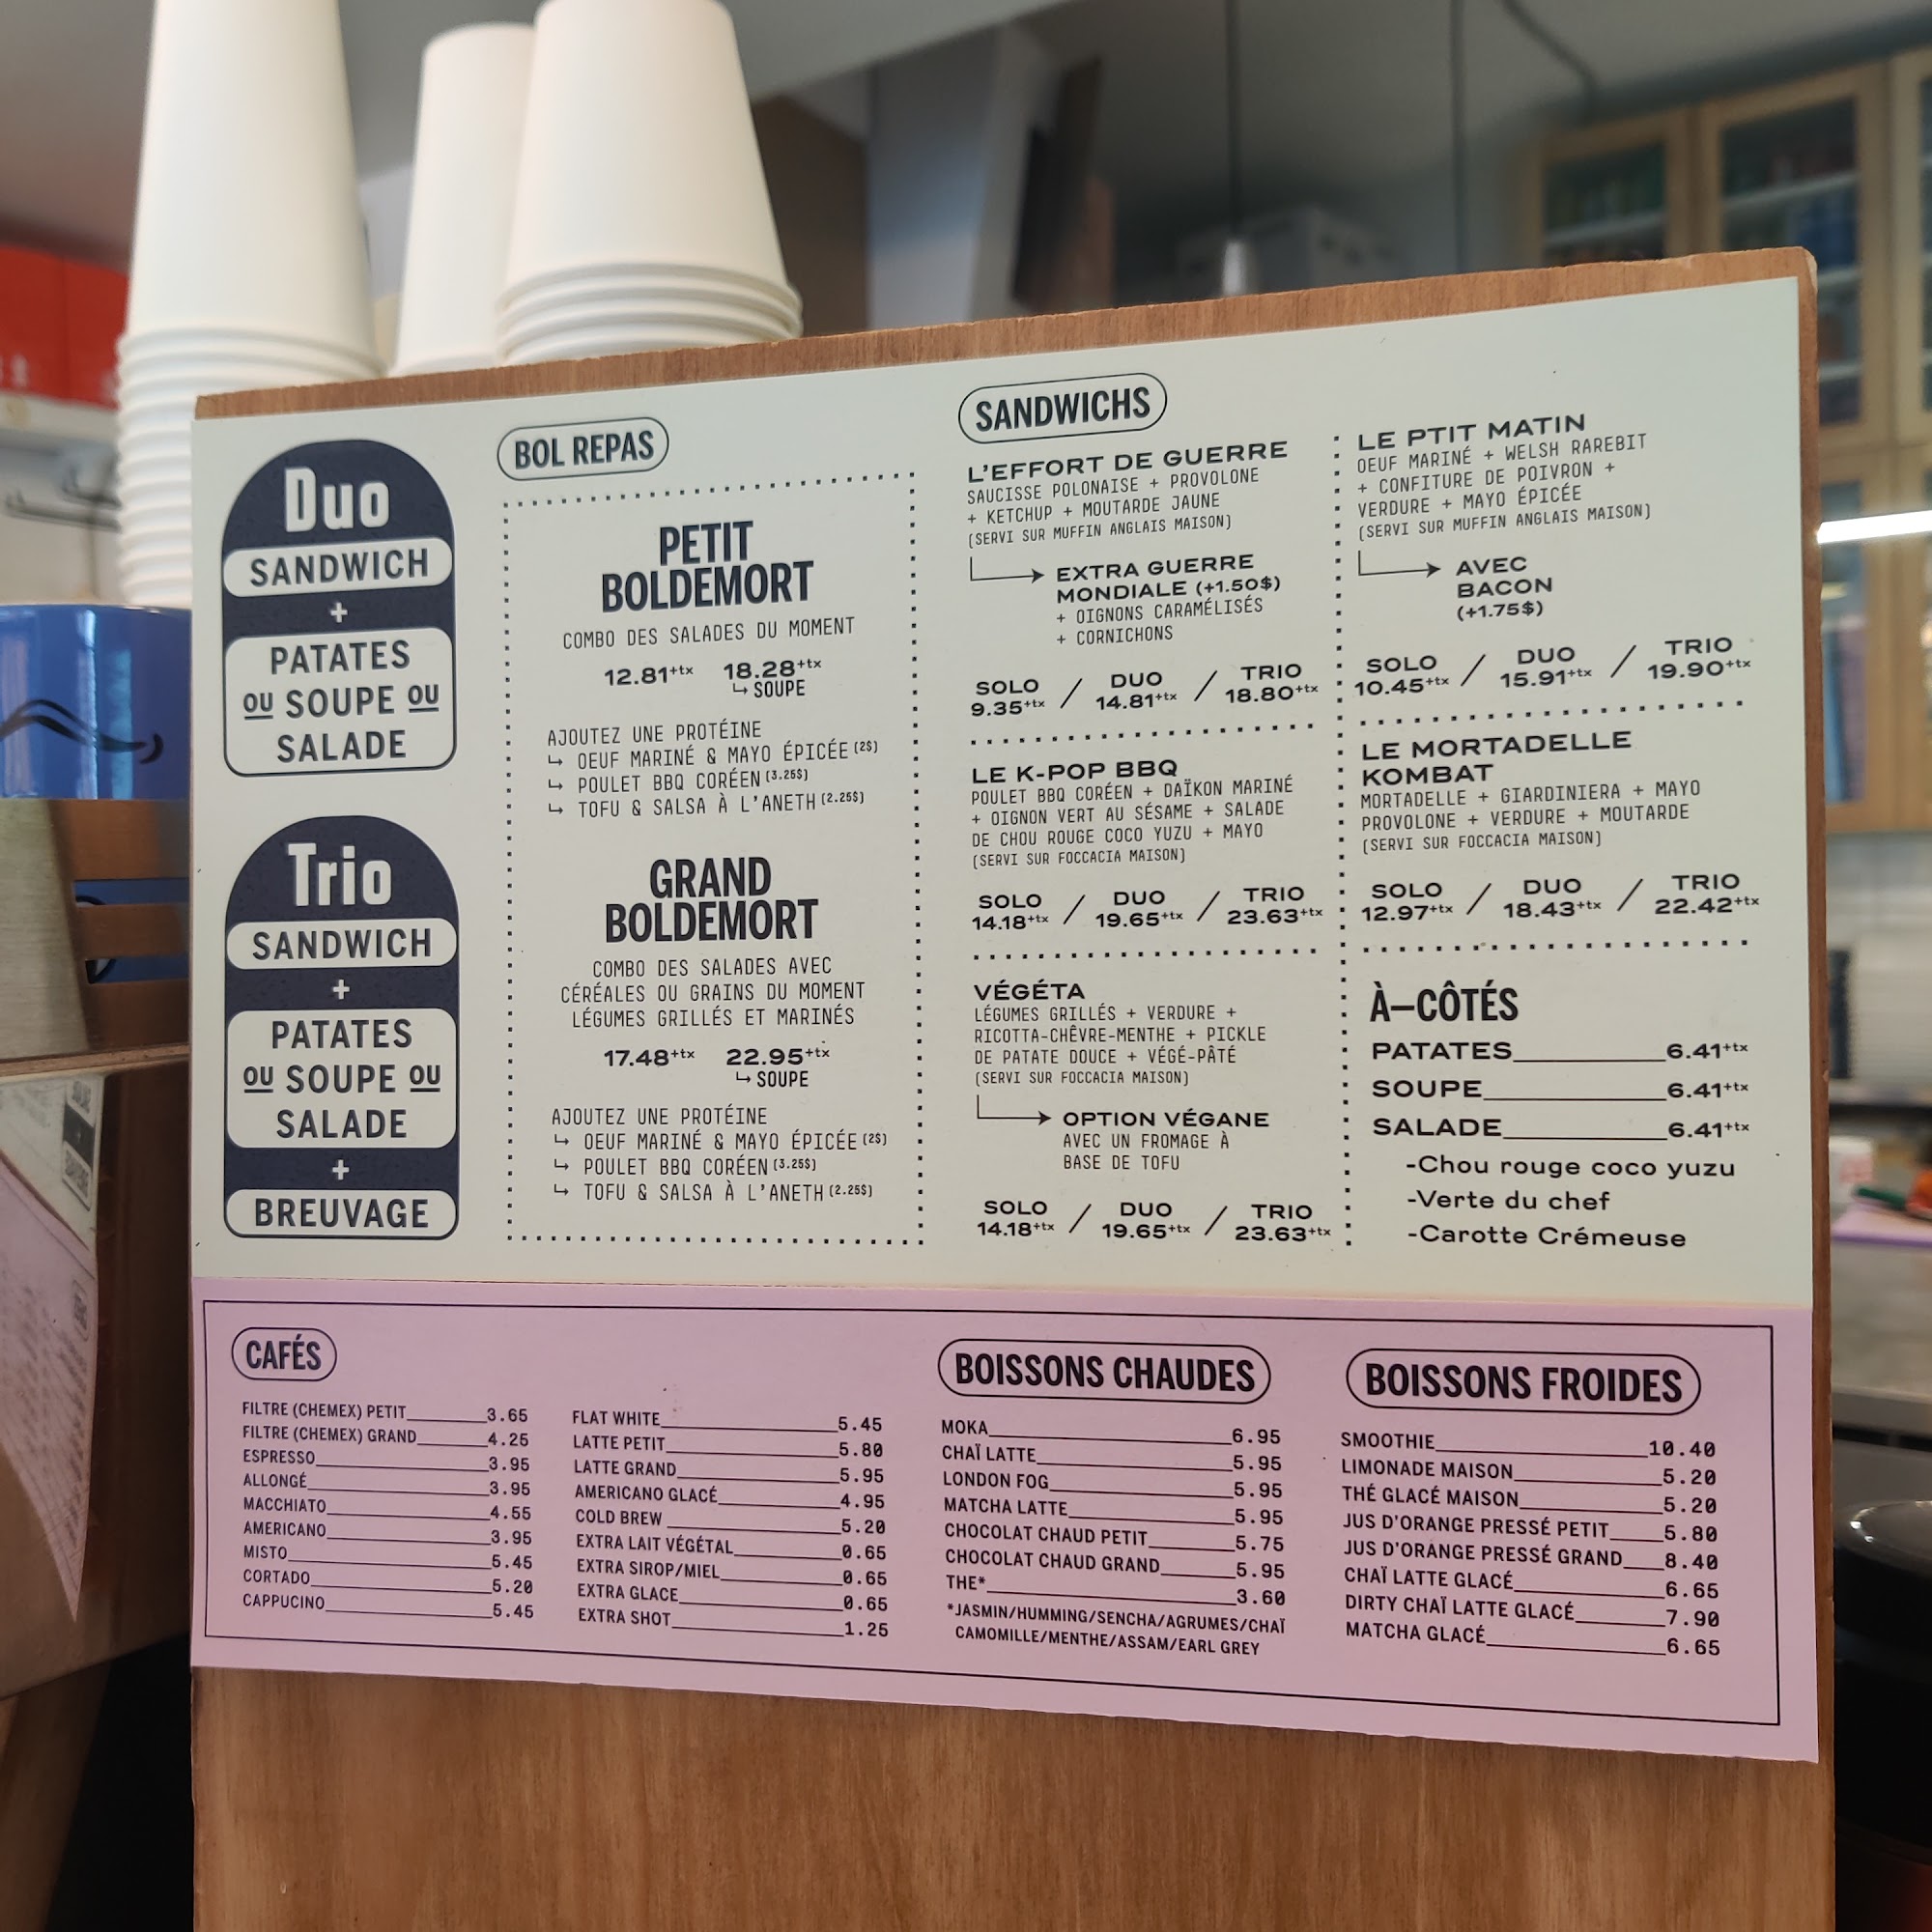 Duo
SANDWICH
+
PATATES
OU SOUPE OU
SALADE
Trio
SANDWICH
+
PATATES
OU SOUPE OU
SALADE
+
BREUVAGE
BOL REPAS
PETIT
BOLDEMORT
COMBO DES SALADES DU MOMENT
12.81+tx 18.28+tx
↳ SOUPE
AJOUTEZ UNE PROTÉINE
↳ OEUF MARINÉ & MAYO ÉPICÉE (2$)
↳ POULET BBQ CORÉEN (3.25$)
↳ TOFU & SALSA À L'ANETH (2.25$)
GRAND
BOLDEMORT
COMBO DES SALADES AVEC
CÉRÉALES OU GRAINS DU MOMENT
LÉGUMES GRILLÉS ET MARINÉS
17.48+tx 22.95+tx
↳ SOUPE
AJOUTEZ UNE PROTÉINE
↳ OEUF MARINÉ & MAYO ÉPICÉE (2$)
↳ POULET BBQ CORÉEN (3.25$)
↳ TOFU & SALSA À L'ANETH (2.25$)
SANDWICHS
L'EFFORT DE GUERRE
SAUCISSE POLONAISE + PROVOLONE
+ KETCHUP + MOUTARDE JAUNE
(SERVI SUR MUFFIN ANGLAIS MAISON)
EXTRA GUERRE
MONDIALE (+1.50$)
+ OIGNONS CARAMÉLISÉS
+ CORNICHONS
SOLO / DUO / TRIO
9.35+tx 14.81+tx 18.80+tx
LE K-POP BBQ
POULET BBQ CORÉEN + DAÏKON MARINÉ
+ OIGNON VERT AU SÉSAME + SALADE
DE CHOU ROUGE COCO YUZU + MAYO
(SERVI SUR FOCCACIA MAISON)
SOLO / DUO / TRIO
14.18+tx 19.65+tx 23.63+tx
VÉGÉTA
LÉGUMES GRILLÉS + VERDURE +
RICOTTA-CHÊVRE-MENTHE + PICKLE
DE PATATE DOUCE + VÉGÉ-PÂTÉ
(SERVI SUR FOCCACIA MAISON)
OPTION VÉGANE
AVEC UN FROMAGE À
BASE DE TOFU
SOLO / DUO / TRIO
14.18+tx 19.65+tx 23.63+tx
LE PTIT MATIN
OEUF MARINÉ + WELSH RAREBIT
+ CONFITURE DE POIVRON +
VERDURE + MAYO ÉPICÉE
(SERVI SUR MUFFIN ANGLAIS MAISON)
AVEC
BACON
(+1.75$)
SOLO / DUO / TRIO
10.45+tx 15.91+tx 19.90+tx
LE MORTADELLE
KOMBAT
MORTADELLE + GIARDINIERA + MAYO
PROVOLONE + VERDURE + MOUTARDE
(SERVI SUR FOCCACIA MAISON)
SOLO / DUO / TRIO
12.97+tx 18.43+tx 22.42+tx
À-CÔTÉS
PATATES 6.41+tx
SOUPE 6.41+tx
SALADE 6.41+tx
-Chou rouge coco yuzu
-Verte du chef
-Carotte Crémeuse
CAFÉS
FILTRE (CHEMEX) PETIT 3.65
FILTRE (CHEMEX) GRAND 4.25
ESPRESSO 3.95
ALLONGÉ 3.95
MACCHIATO 4.55
AMERICANO 3.95
MISTO 5.45
CORTADO 5.20
CAPPUCINO 5.45
FLAT WHITE 5.45
LATTE PETIT 5.80
LATTE GRAND 5.95
AMERICANO GLACÉ 4.95
COLD BREW 5.20
EXTRA LAIT VÉGÉTAL 0.65
EXTRA SIROP/MIEL 0.65
EXTRA GLACE 0.65
EXTRA SHOT 1.25
BOISSONS CHAUDES
MOKA 6.95
CHAÏ LATTE 5.95
LONDON FOG 5.95
MATCHA LATTE 5.95
CHOCOLAT CHAUD PETIT 5.75
CHOCOLAT CHAUD GRAND 5.95
THE* 3.60
*JASMIN/HUMMING/SENCHA/AGRUMES/CHAÏ
CAMOMILLE/MENTHE/ASSAM/EARL GREY
BOISSONS FROIDES
SMOOTHIE 10.40
LIMONADE MAISON 5.20
THÉ GLACÉ MAISON 5.20
JUS D'ORANGE PRESSÉ PETIT 5.80
JUS D'ORANGE PRESSÉ GRAND 8.40
CHAÏ LATTE GLACÉ 6.65
DIRTY CHAÏ LATTE GLACÉ 7.90
MATCHA GLACÉ 6.65